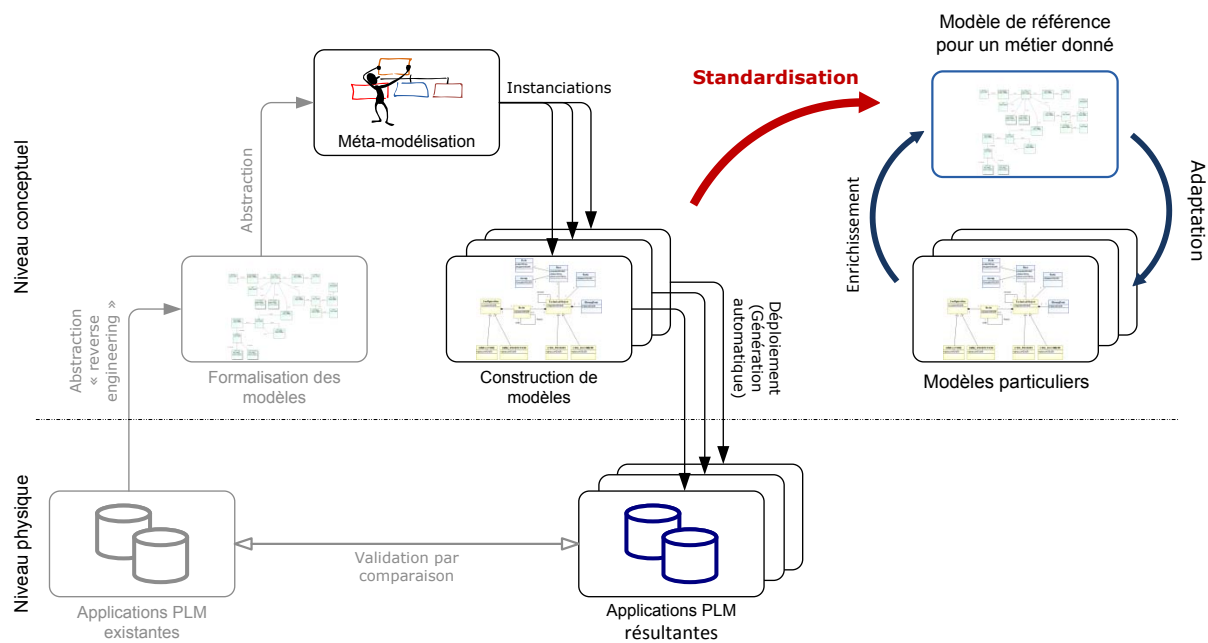 Modèle de référence
pour un métier donné
Standardisation
Instanciations
Méta-modélisation
Niveau conceptuel
Abstraction
Enrichissement
Adaptation
Abstraction
« reverse
engineering »
Formalisation des
modèles
Construction de
modèles
Déploiement
(Génération
automatique)
Modèles particuliers
Niveau physique
Validation par
comparaison
Applications PLM
existantes
Applications PLM
résultantes